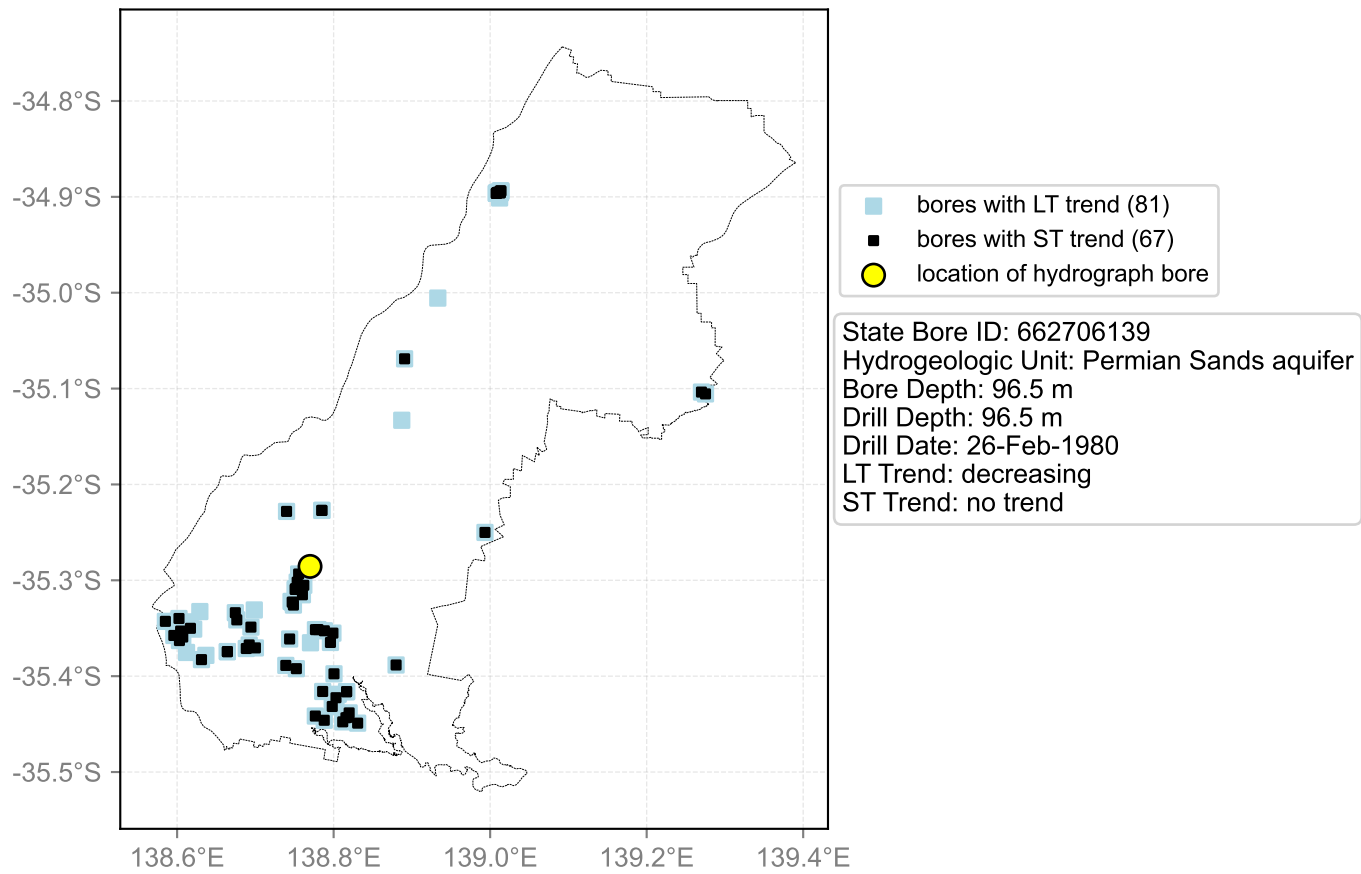 -34.8°S
-34.9°S
-35.0°S
-35.1°S
-35.2°S
-35.3°S
-35.4°S
-35.5°S
138.6°E
138.8°E
139.0°E
139.2°E
139.4°E
bores with LT trend (81)
bores with ST trend (67)
location of hydrograph bore
State Bore ID: 662706139
Hydrogeologic Unit: Permian Sands aquifer
Bore Depth: 96.5 m
Drill Depth: 96.5 m
Drill Date: 26-Feb-1980
LT Trend: decreasing
ST Trend: no trend